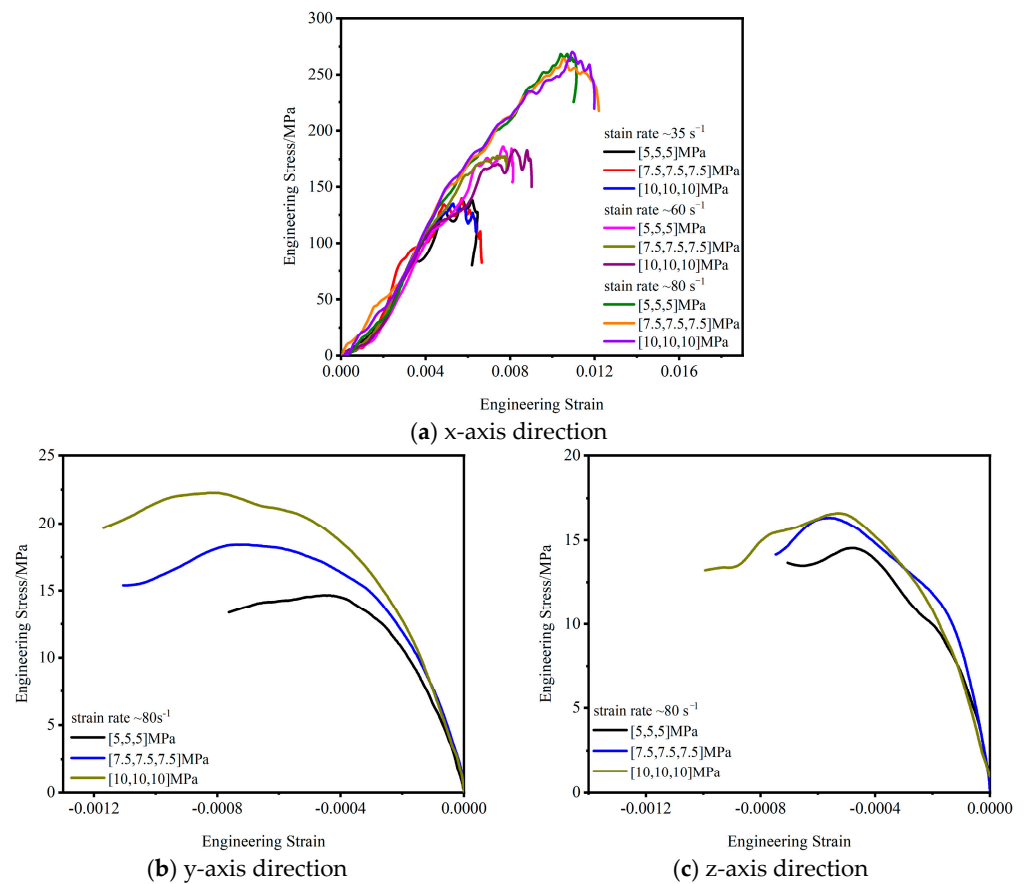 300
250
200
150
100
50
0
Engineering Stress/MPa
stain rate ~35 s⁻¹
[5,5,5]MPa
[7.5,7.5,7.5]MPa
[10,10,10]MPa
stain rate ~60 s⁻¹
[5,5,5]MPa
[7.5,7.5,7.5]MPa
[10,10,10]MPa
stain rate ~80 s⁻¹
[5,5,5]MPa
[7.5,7.5,7.5]MPa
[10,10,10]MPa
0.000 0.004 0.008 0.012 0.016
Engineering Strain
(a) x-axis direction
25
20
15
10
5
0
Engineering Stress/MPa
strain rate ~80s⁻¹
[5,5,5]MPa
[7.5,7.5,7.5]MPa
[10,10,10]MPa
-0.0012 -0.0008 -0.0004 0.0000
Engineering Strain
(b) y-axis direction
20
15
10
5
0
Engineering Stress/MPa
strain rate ~80 s⁻¹
[5,5,5]MPa
[7.5,7.5,7.5]MPa
[10,10,10]MPa
-0.0012 -0.0008 -0.0004 0.0000
Engineering Strain
(c) z-axis direction